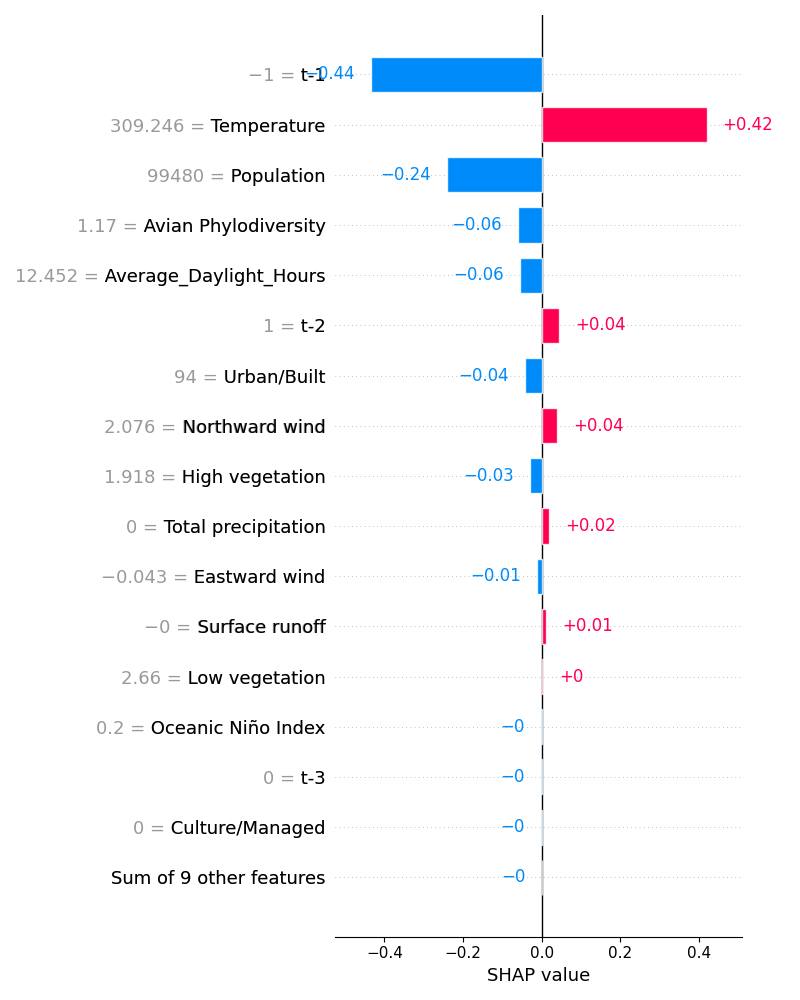 −1 = t-1 −0.44
309.246 = Temperature +0.42
99480 = Population −0.24
1.17 = Avian Phylodiversity −0.06
12.452 = Average_Daylight_Hours −0.06
1 = t-2 +0.04
94 = Urban/Built −0.04
2.076 = Northward wind +0.04
1.918 = High vegetation −0.03
0 = Total precipitation +0.02
−0.043 = Eastward wind −0.01
−0 = Surface runoff +0.01
2.66 = Low vegetation +0
0.2 = Oceanic Niño Index −0
0 = t-3 −0
0 = Culture/Managed −0
Sum of 9 other features −0
−0.4 −0.2 0.0 0.2 0.4
SHAP value